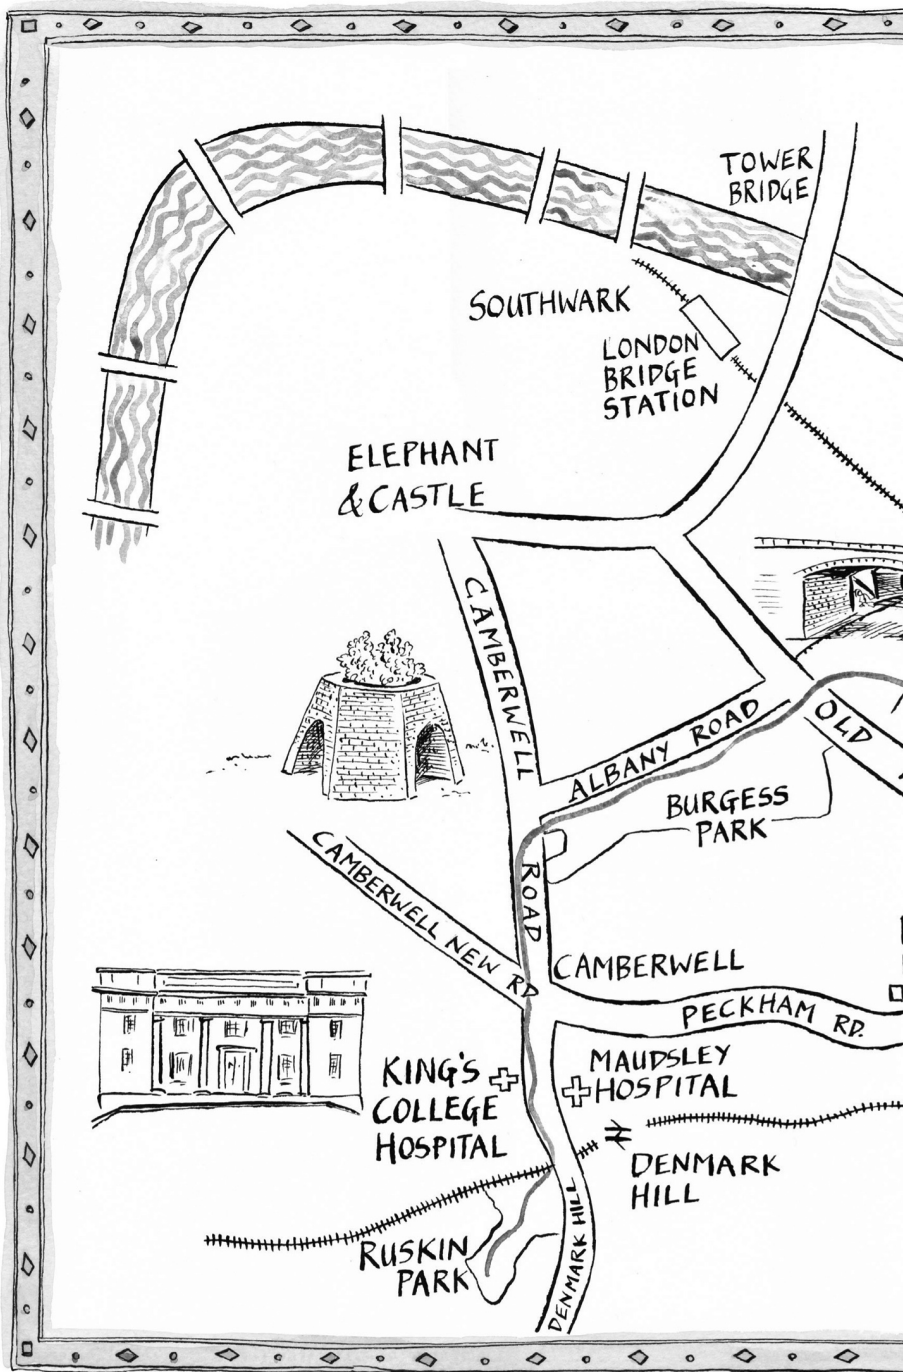 TOWER
BRIDGE
SOUTHWARK
LONDON
BRIDGE
STATION
ELEPHANT
& CASTLE
CAMBERWELL
ROAD
ALBANY ROAD
OLD
BURGESS
PARK
CAMBERWELL NEW RD
CAMBERWELL
PECKHAM RD.
KING'S
COLLEGE
HOSPITAL
MAUDSLEY
HOSPITAL
DENMARK
HILL
RUSKIN
PARK
DENMARK HILL